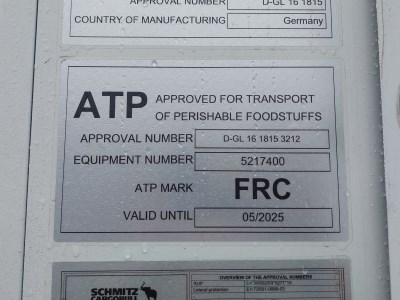 APPROVAL NUMBER D-GL 16 1815
COUNTRY OF MANUFACTURING Germany
ATP APPROVED FOR TRANSPORT
OF PERISHABLE FOODSTUFFS
APPROVAL NUMBER D-GL 16 1815 3212
EQUIPMENT NUMBER 5217400
ATP MARK FRC
VALID UNTIL 05/2025
SCHMITZ
CARGOBULL
OVERVIEW OF THE APPROVAL NUMBERS
Lateral protection